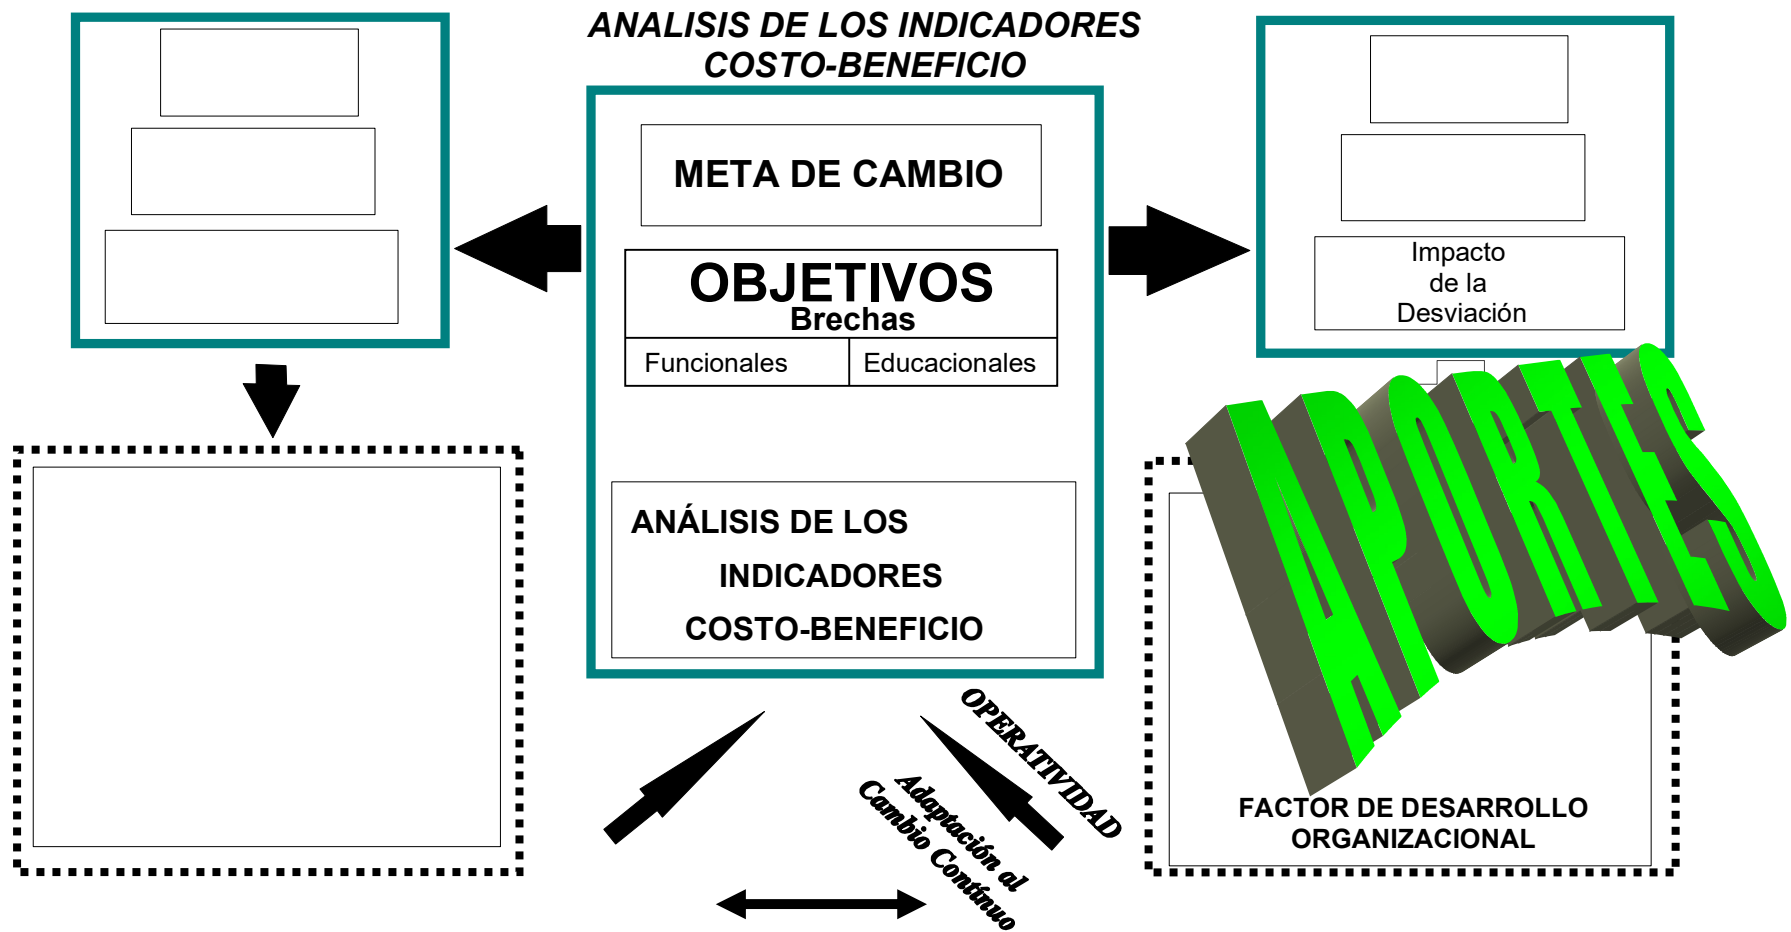 ANALISIS DE LOS INDICADORES
COSTO-BENEFICIO
META DE CAMBIO
OBJETIVOS
Brechas
Funcionales
Educacionales
ANÁLISIS DE LOS
INDICADORES
COSTO-BENEFICIO
Impacto
de la
Desviación
APORTES
FACTOR DE DESARROLLO
ORGANIZACIONAL
OPERATIVIDAD
Adaptación al
Cambio Contínuo